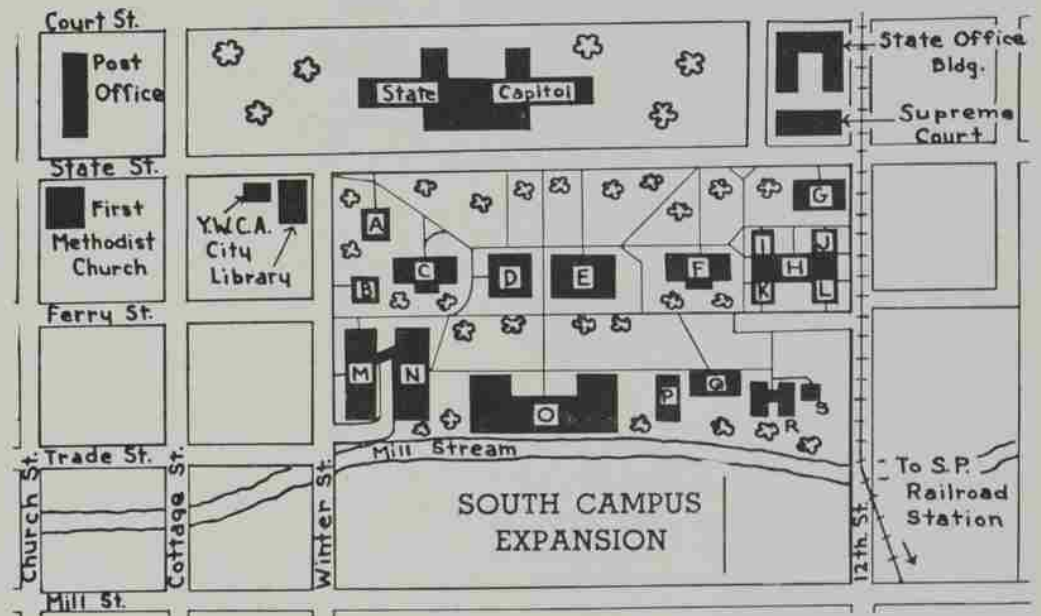 Court St.
Post
Office
State Capitol
State Office
Bldg.
Supreme
Court
State St.
First
Methodist
Church
Y.W.C.A.
City
Library
A
B
C
D
E
F
G
I
J
H
K
L
Ferry St.
M
N
O
P
Q
R
S
Mill Stream
Trade St.
Church St.
Cottage St.
Winter St.
SOUTH CAMPUS
EXPANSION
12th St.
To S.P.
Railroad
Station
Mill St.